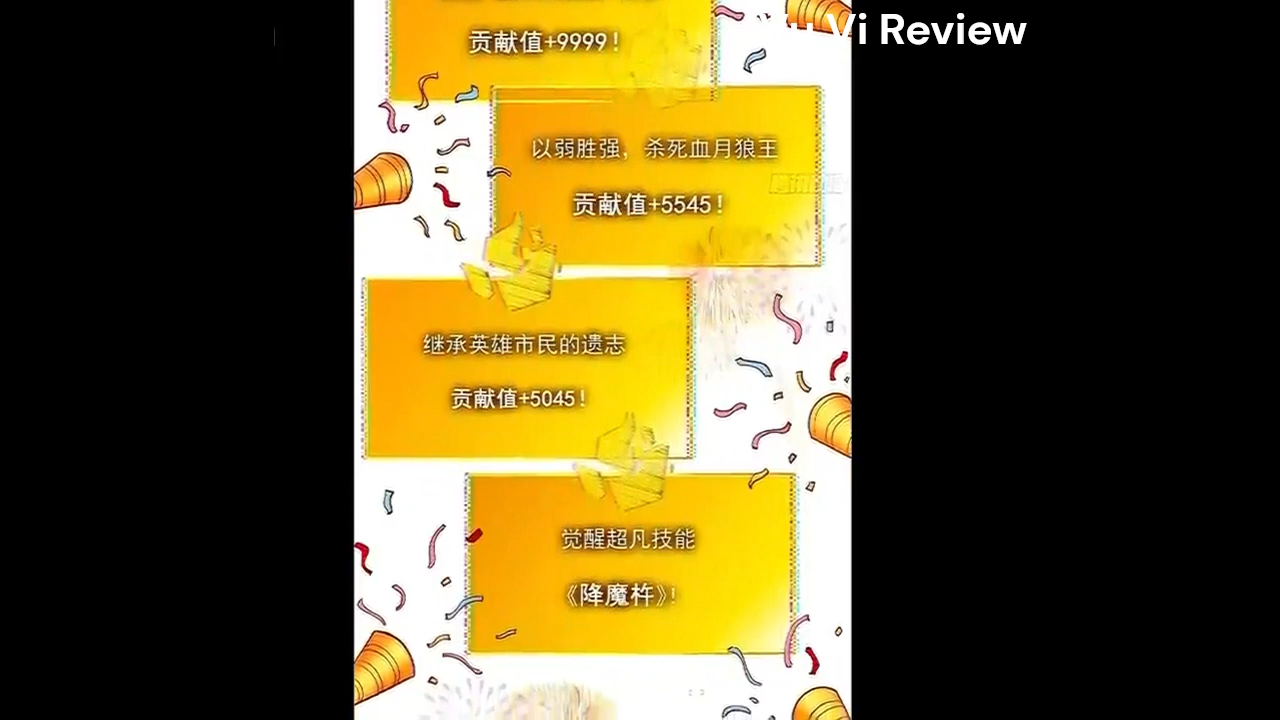 Vi Review
贡献值+9999！
以弱胜强，杀死血月狼王
贡献值+5545！
继承英雄市民的遗志
贡献值+5045！
觉醒超凡技能
《降魔杵》！